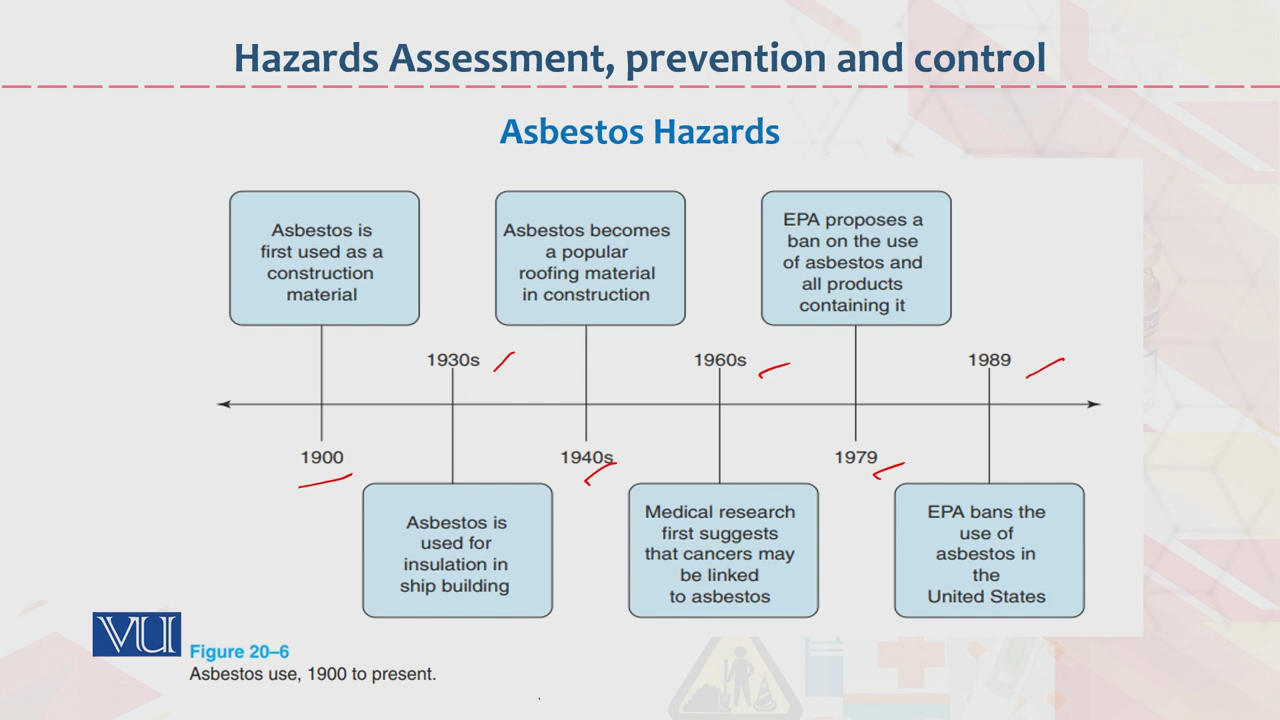 Hazards Assessment, prevention and control
Asbestos Hazards
Asbestos is
first used as a
construction
material
Asbestos becomes
a popular
roofing material
in construction
EPA proposes a
ban on the use
of asbestos and
all products
containing it
1930s
1960s
1989
1900
1940s
1979
Asbestos is
used for
insulation in
ship building
Medical research
first suggests
that cancers may
be linked
to asbestos
EPA bans the
use of
asbestos in
the
United States
VU
Figure 20–6
Asbestos use, 1900 to present.